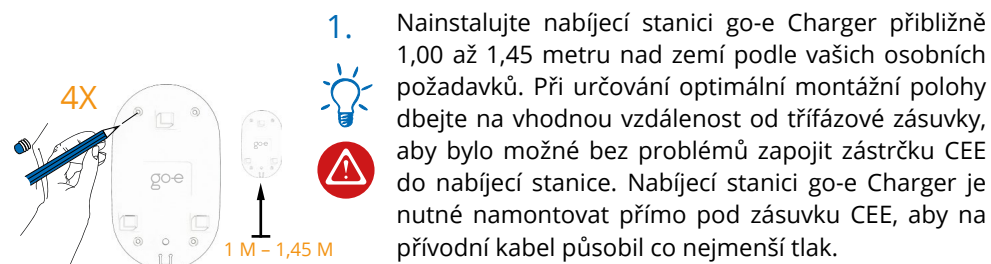 1.
Nainstalujte nabíjecí stanici go-e Charger přibližně
1,00 až 1,45 metru nad zemí podle vašich osobních
požadavků. Při určování optimální montážní polohy
dbejte na vhodnou vzdálenost od třífázové zásuvky,
aby bylo možné bez problémů zapojit zástrčku CEE
do nabíjecí stanice. Nabíjecí stanici go-e Charger je
nutné namontovat přímo pod zásuvku CEE, aby na
přívodní kabel působil co nejmenší tlak.
4X
go-e
go-e
1 M – 1,45 M